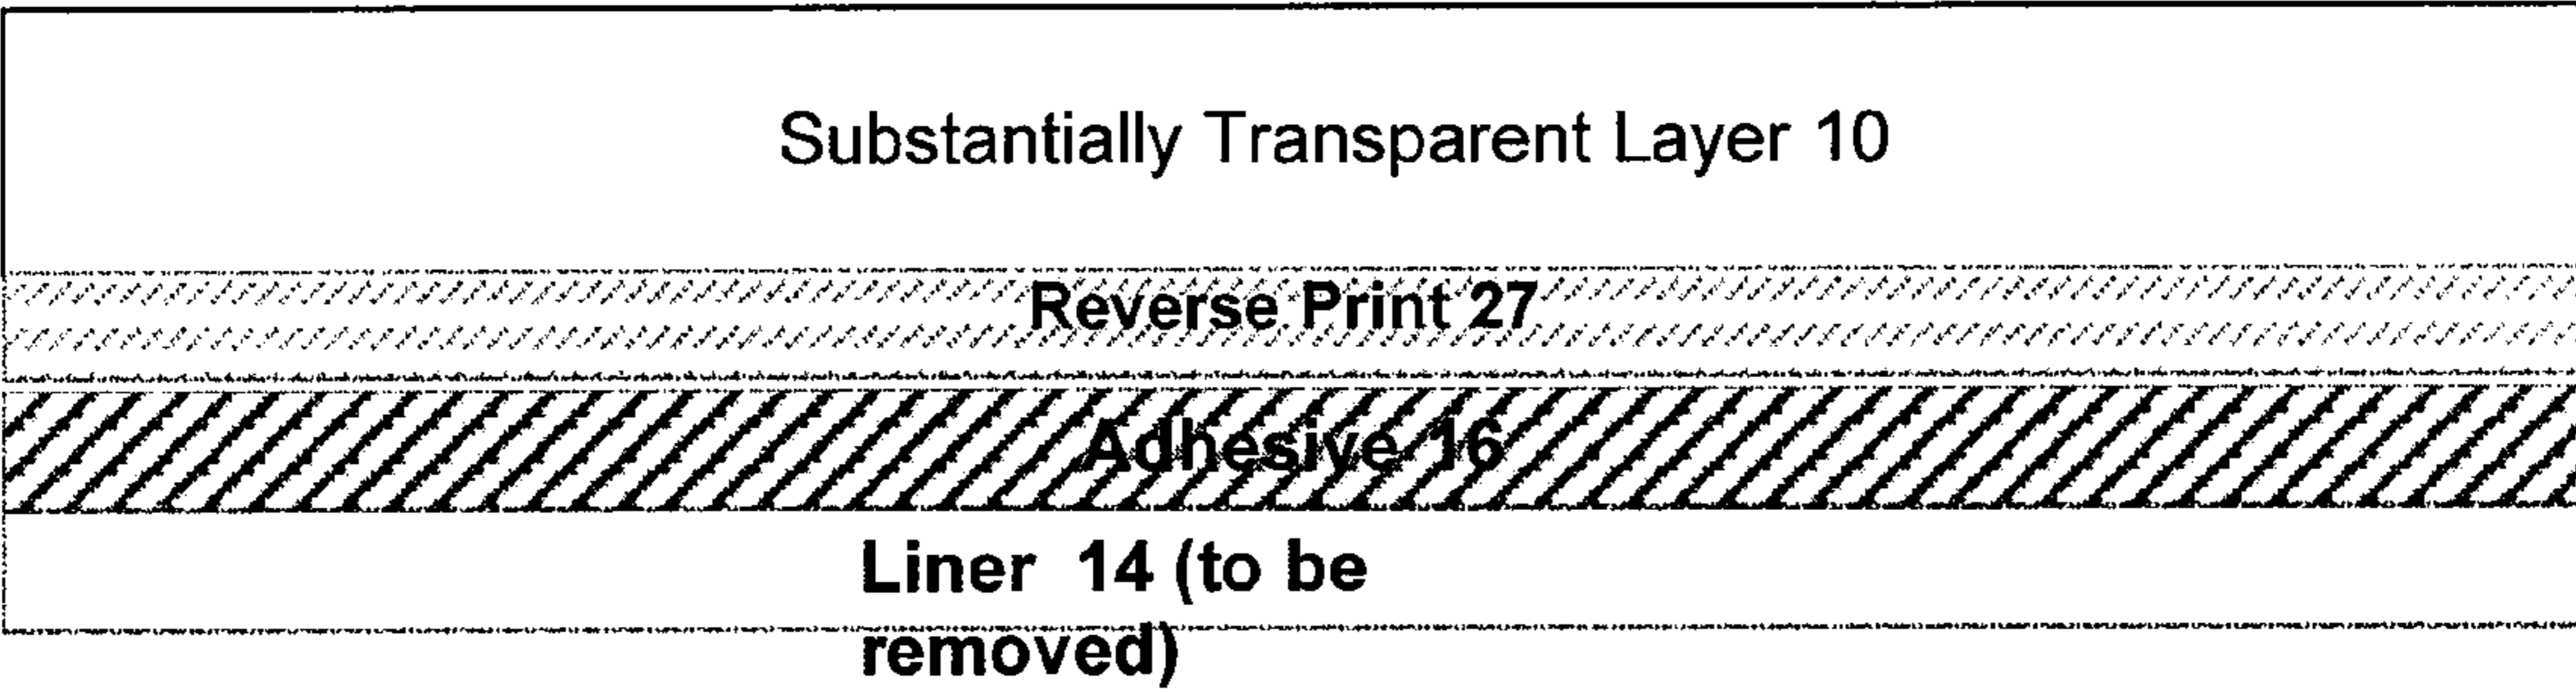 Substantially Transparent Layer 10
Reverse Print 27
Adhesive 16
Liner 14 (to be
removed)